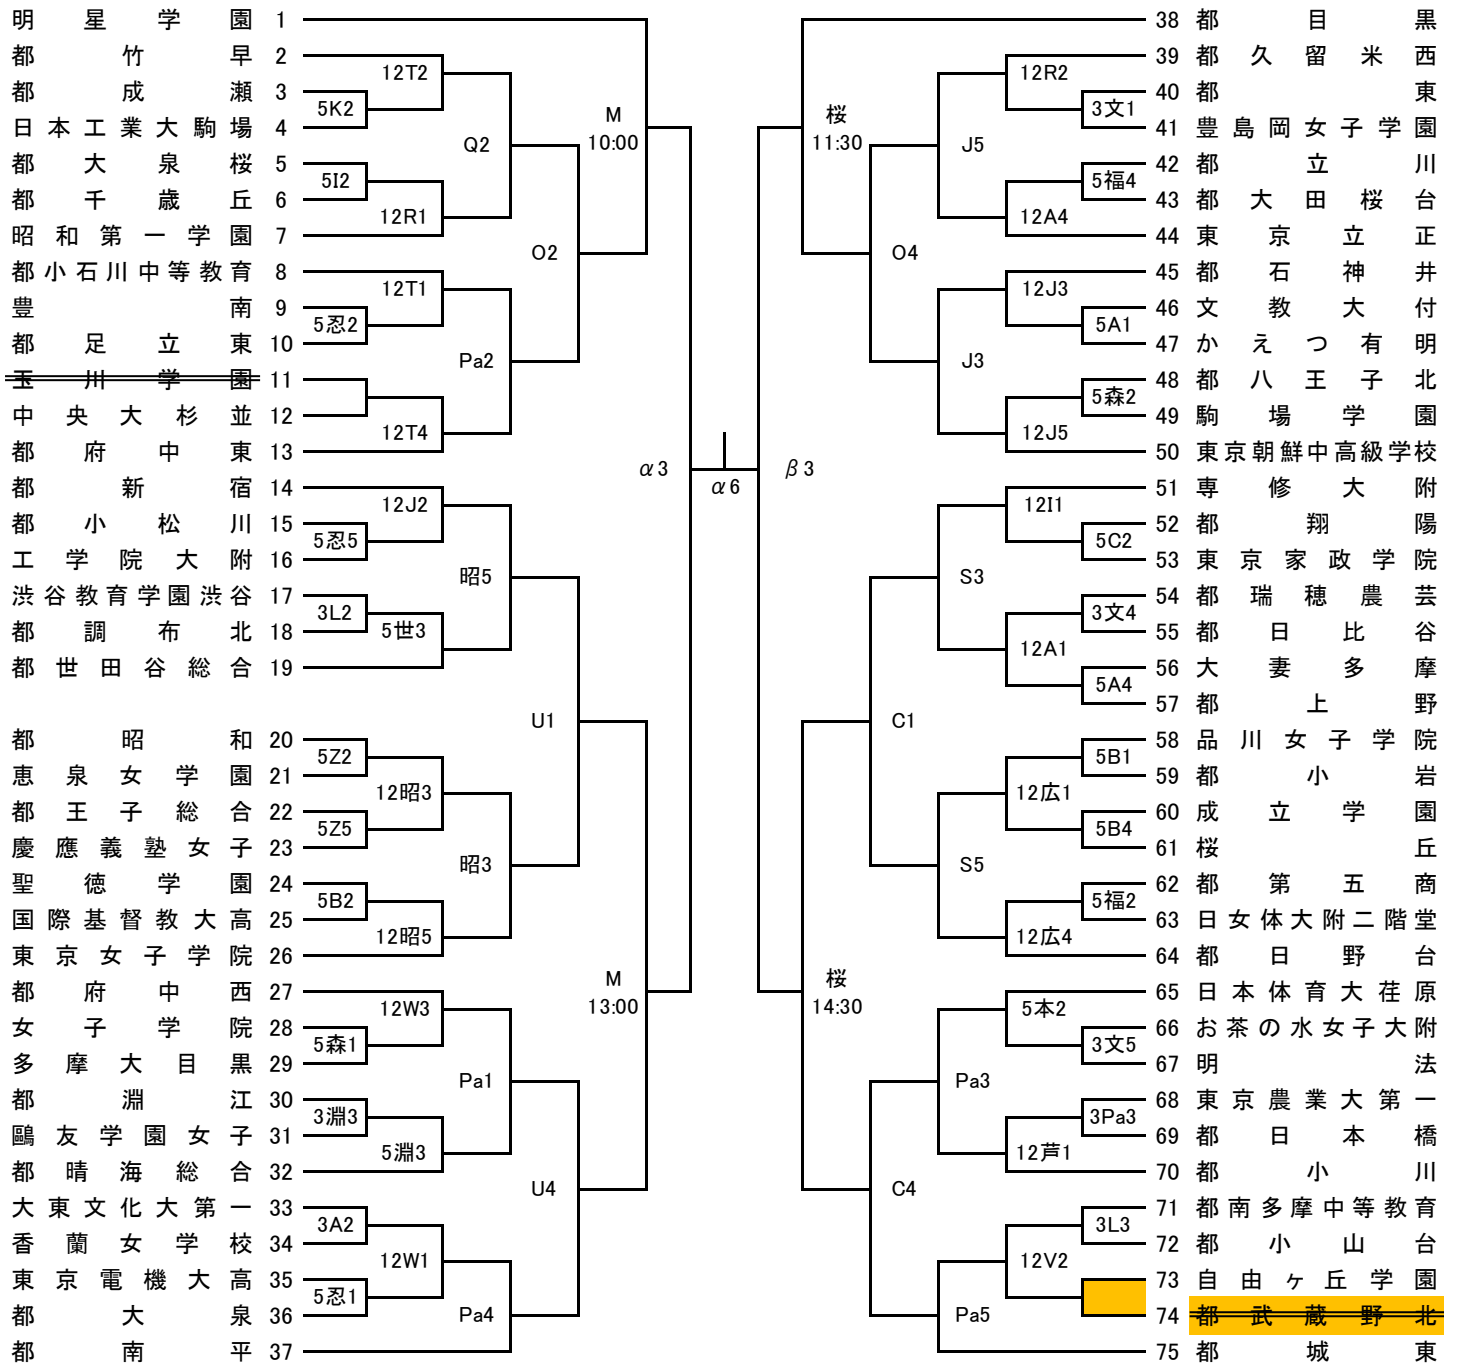 明星学園 1
都竹早 2
12T2
都成瀬 3
5K2
日本工業大駒場 4
Q2
M
10:00
都大泉桜 5
5I2
都千歳丘 6
12R1
昭和第一学園 7
O2
都小石川中等教育 8
12T1
豊南 9
5忍2
都足立東 10
Pa2
玉川学園 11
中央大杉並 12
12T4
都府中東 13
α3
都新宿 14
12J2
都小松川 15
5忍5
工学院大附 16
昭5
渋谷教育学園渋谷 17
3L2
都調布北 18
5世3
都世田谷総合 19
U1
都昭和 20
5Z2
恵泉女学園 21
12昭3
都王子総合 22
5Z5
慶應義塾女子 23
昭3
聖徳学園 24
5B2
国際基督教大高 25
12昭5
東京女子学院 26
M
13:00
都府中西 27
12W3
女子学院 28
5森1
多摩大目黒 29
Pa1
都淵江 30
3淵3
鷗友学園女子 31
5淵3
都晴海総合 32
U4
大東文化大第一 33
3A2
香蘭女学校 34
12W1
東京電機大高 35
5忍1
都大泉 36
Pa4
都南平 37
α6
38 都目黒
39 都久留米西
12R2
40 都東
3文1
41 豊島岡女子学園
桜
11:30
J5
42 都立川
5福4
43 都大田桜台
12A4
44 東京立正
O4
45 都石神井
12J3
46 文教大付
5A1
47 かえつ有明
J3
48 都八王子北
5森2
49 駒場学園
12J5
50 東京朝鮮中高級学校
β3
51 専修大附
12I1
52 都翔陽
5C2
53 東京家政学院
S3
54 都瑞穂農芸
3文4
55 都日比谷
12A1
56 大妻多摩
5A4
57 都上野
C1
58 品川女子学院
5B1
59 都小岩
12広1
60 成立学園
5B4
61 桜丘
S5
62 都第五商
5福2
63 日女体大附二階堂
12広4
64 都日野台
桜
14:30
65 日本体育大荏原
5本2
66 お茶の水女子大附
3文5
67 明法
Pa3
68 東京農業大第一
3Pa3
69 都日本橋
12芦1
70 都小川
C4
71 都南多摩中等教育
3L3
72 都小山台
12V2
73 自由ヶ丘学園
74 都武蔵野北
Pa5
75 都城東